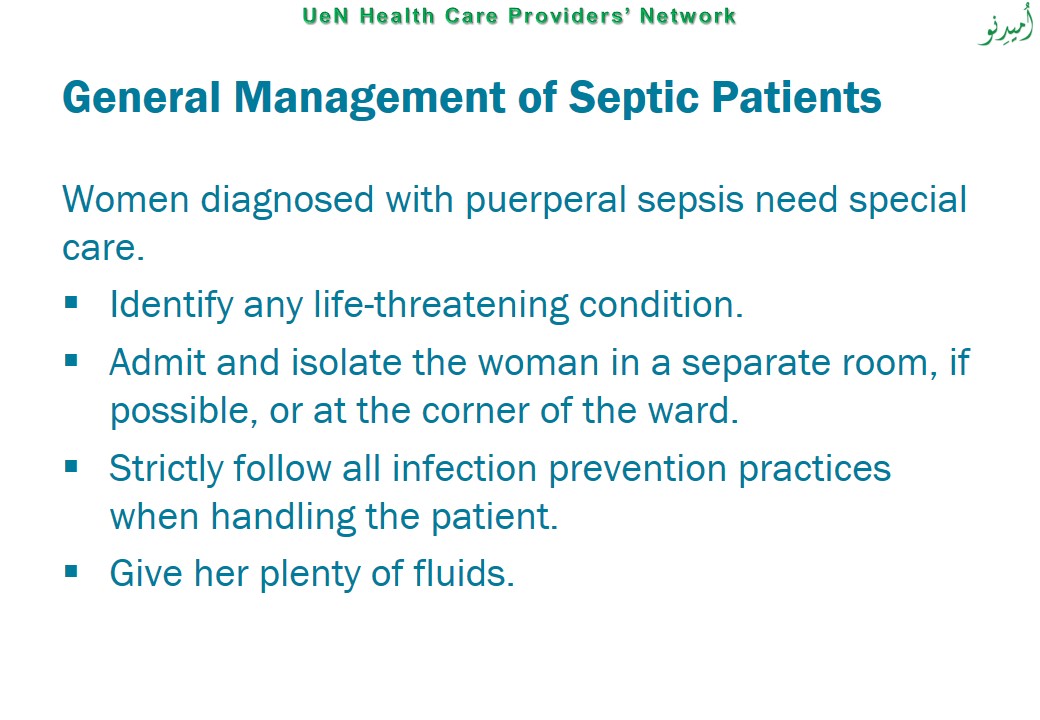 UeN Health Care Providers’ Network
اُمیدِنو
General Management of Septic Patients
Women diagnosed with puerperal sepsis need special
care.
▪ Identify any life-threatening condition.
▪ Admit and isolate the woman in a separate room, if
possible, or at the corner of the ward.
▪ Strictly follow all infection prevention practices
when handling the patient.
▪ Give her plenty of fluids.